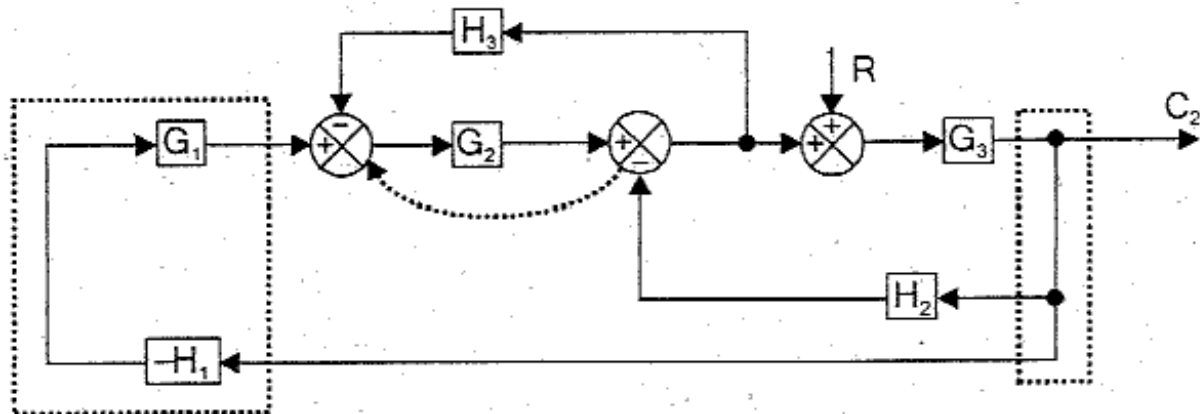 H₃
R
C₂
G₁
−
+
G₂
+
−
+
+
G₃
H₂
−H₁